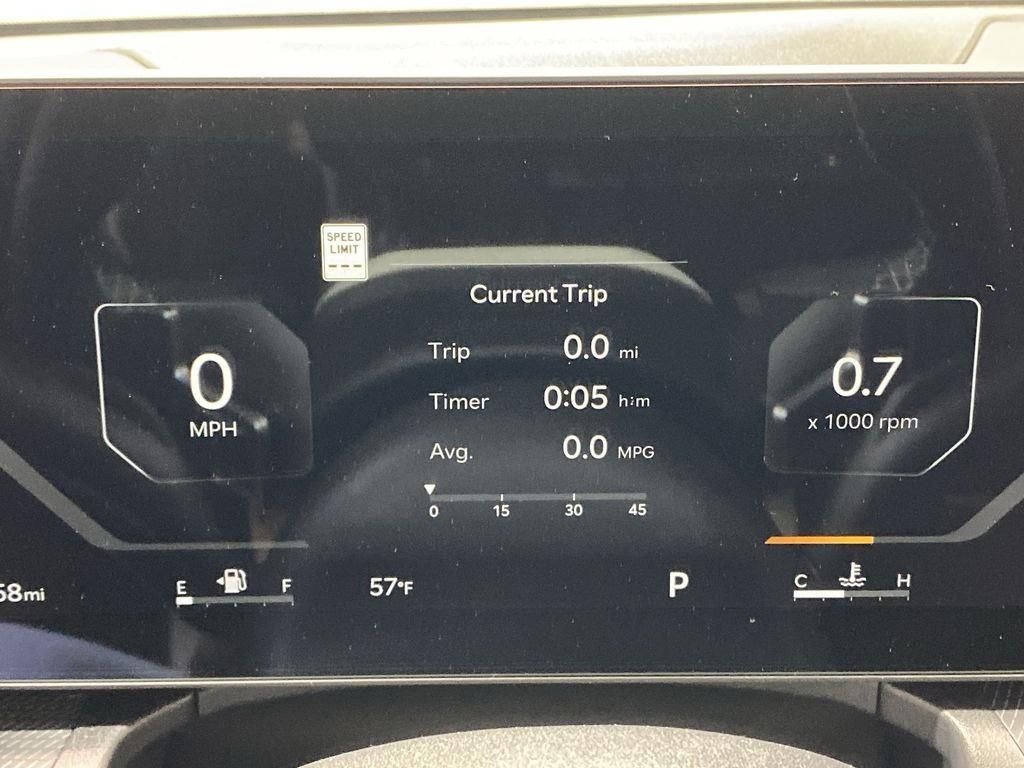 SPEED
LIMIT
---
Current Trip
Trip 0.0 mi
Timer 0:05 h:m
Avg. 0.0 MPG
0 15 30 45
0
MPH
0.7
x 1000 rpm
58mi
E F
57°F
P
C H